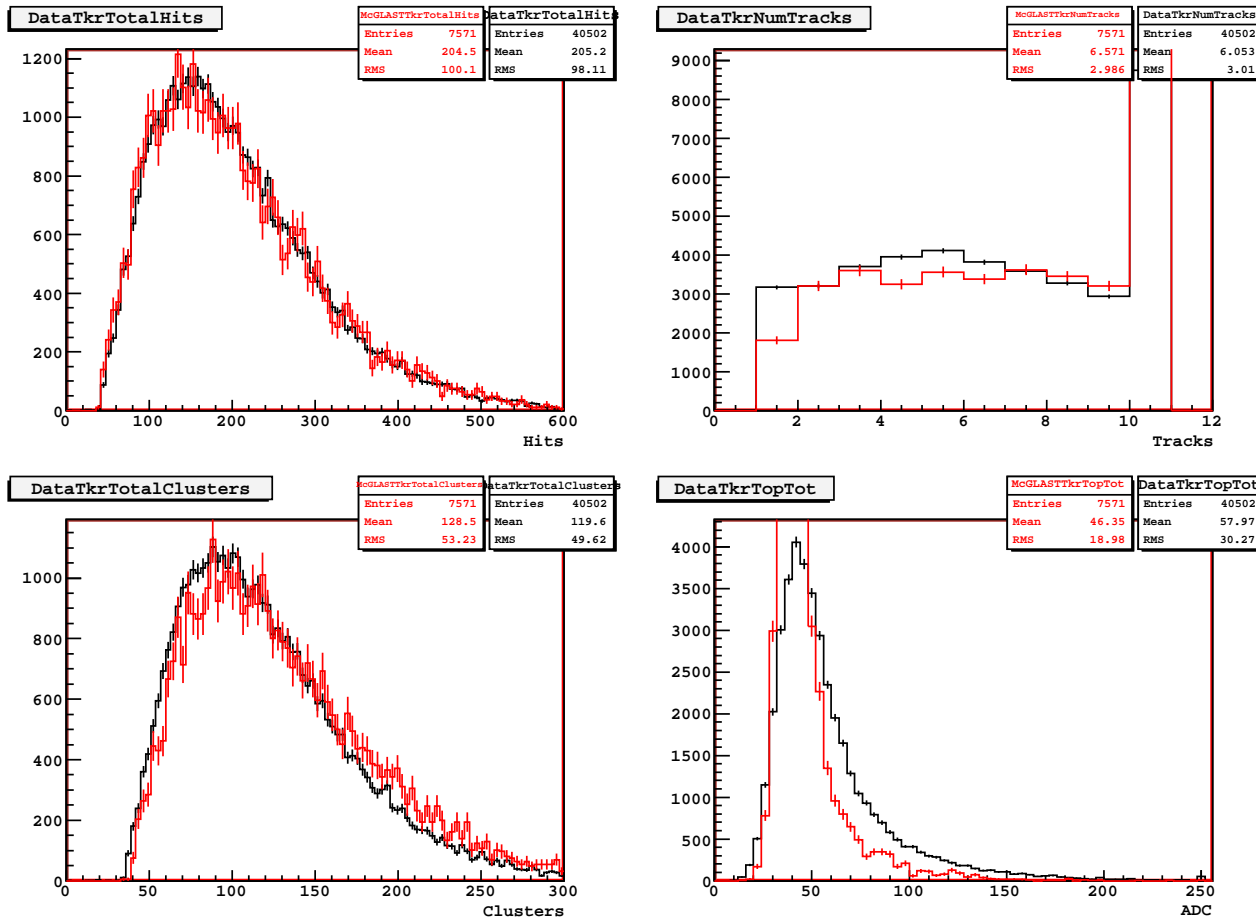 DataTkrTotalHits
McGLASTTkrTotalHits
Entries 7571
Mean 204.5
RMS 100.1
DataTkrTotalHits
Entries 40502
Mean 205.2
RMS 98.11
1200
1000
800
600
400
200
0
0 100 200 300 400 500 600
Hits
DataTkrNumTracks
McGLASTTkrNumTracks
Entries 7571
Mean 6.571
RMS 2.986
DataTkrNumTracks
Entries 40502
Mean 6.053
RMS 3.01
9000
8000
7000
6000
5000
4000
3000
2000
1000
0
0 2 4 6 8 10 12
Tracks
DataTkrTotalClusters
McGLASTTkrTotalClusters
Entries 7571
Mean 128.5
RMS 53.23
DataTkrTotalClusters
Entries 40502
Mean 119.6
RMS 49.62
1000
800
600
400
200
0
0 50 100 150 200 250 300
Clusters
DataTkrTopTot
McGLASTTkrTopTot
Entries 7571
Mean 46.35
RMS 18.98
DataTkrTopTot
Entries 40502
Mean 57.97
RMS 30.27
4000
3500
3000
2500
2000
1500
1000
500
0
0 50 100 150 200 250
ADC